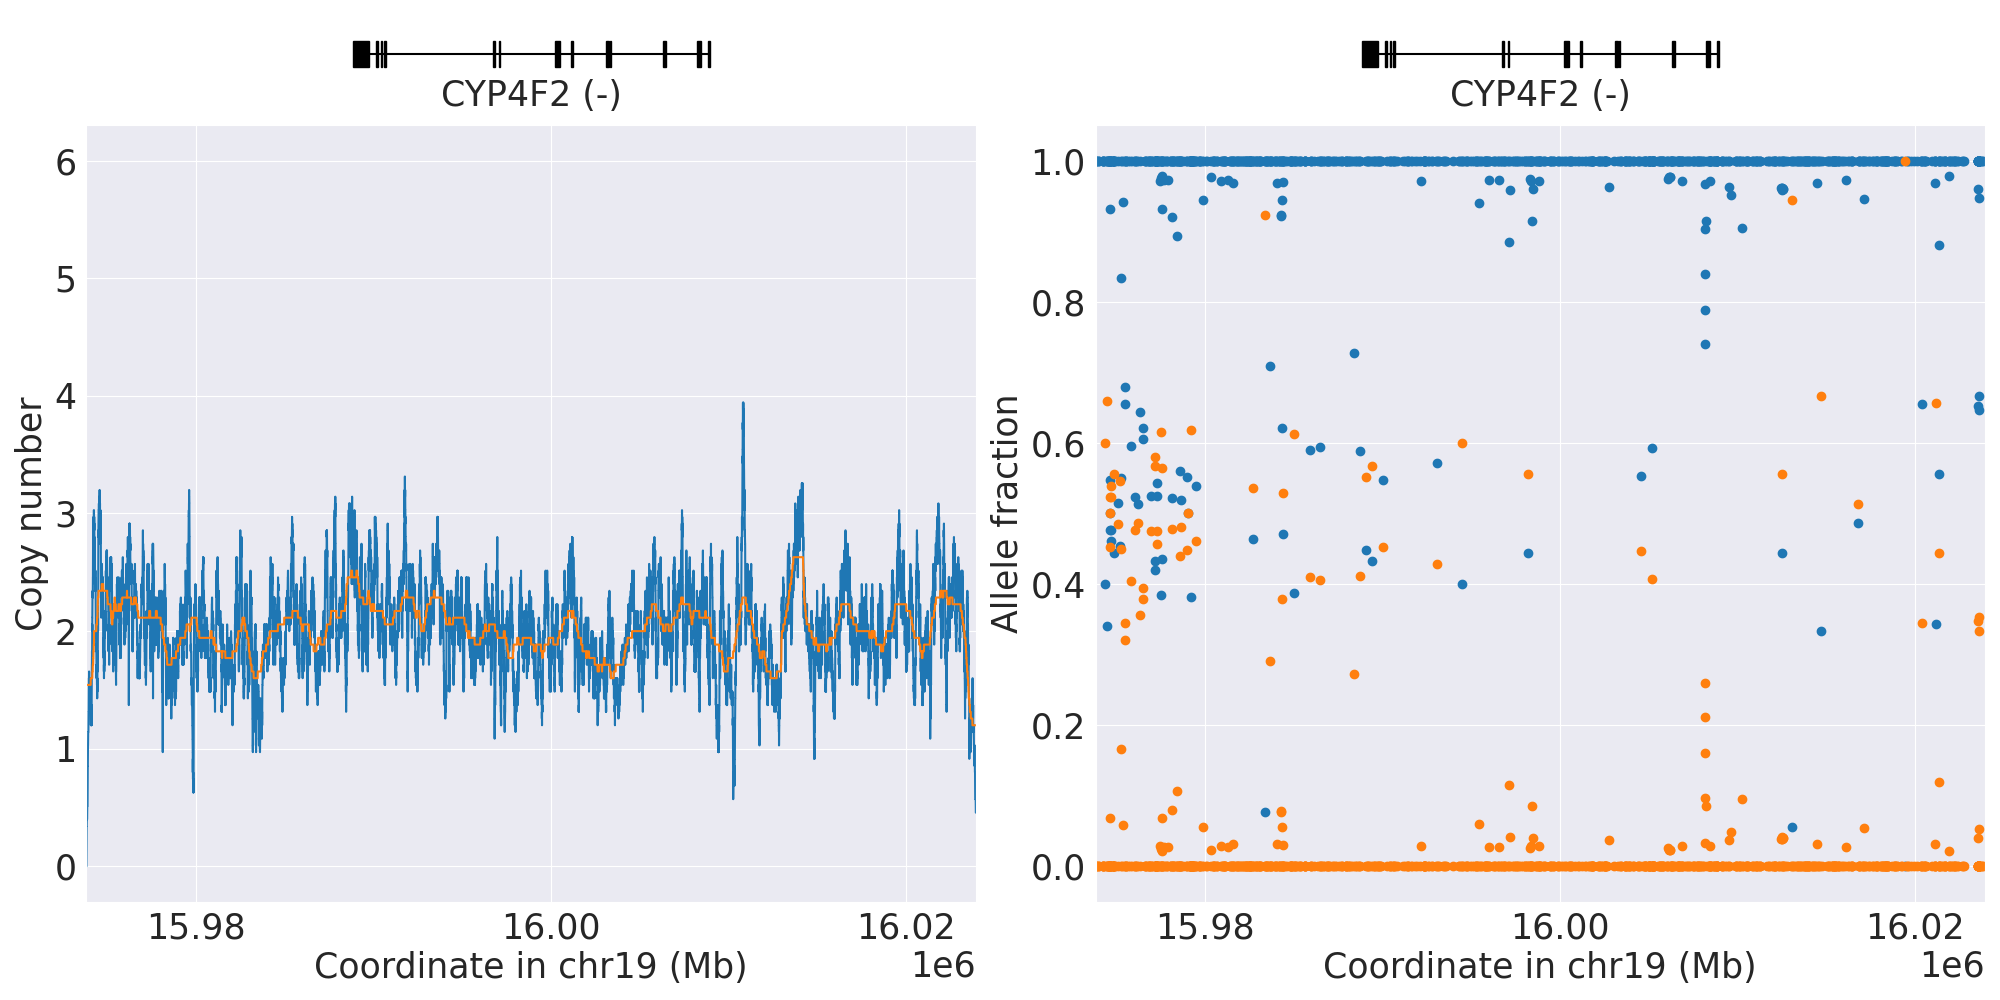 CYP4F2 (-)
6
5
4
3
2
1
0
Copy number
15.98
16.00
16.02
Coordinate in chr19 (Mb)
1e6
CYP4F2 (-)
1.0
0.8
0.6
0.4
0.2
0.0
Allele fraction
15.98
16.00
16.02
Coordinate in chr19 (Mb)
1e6